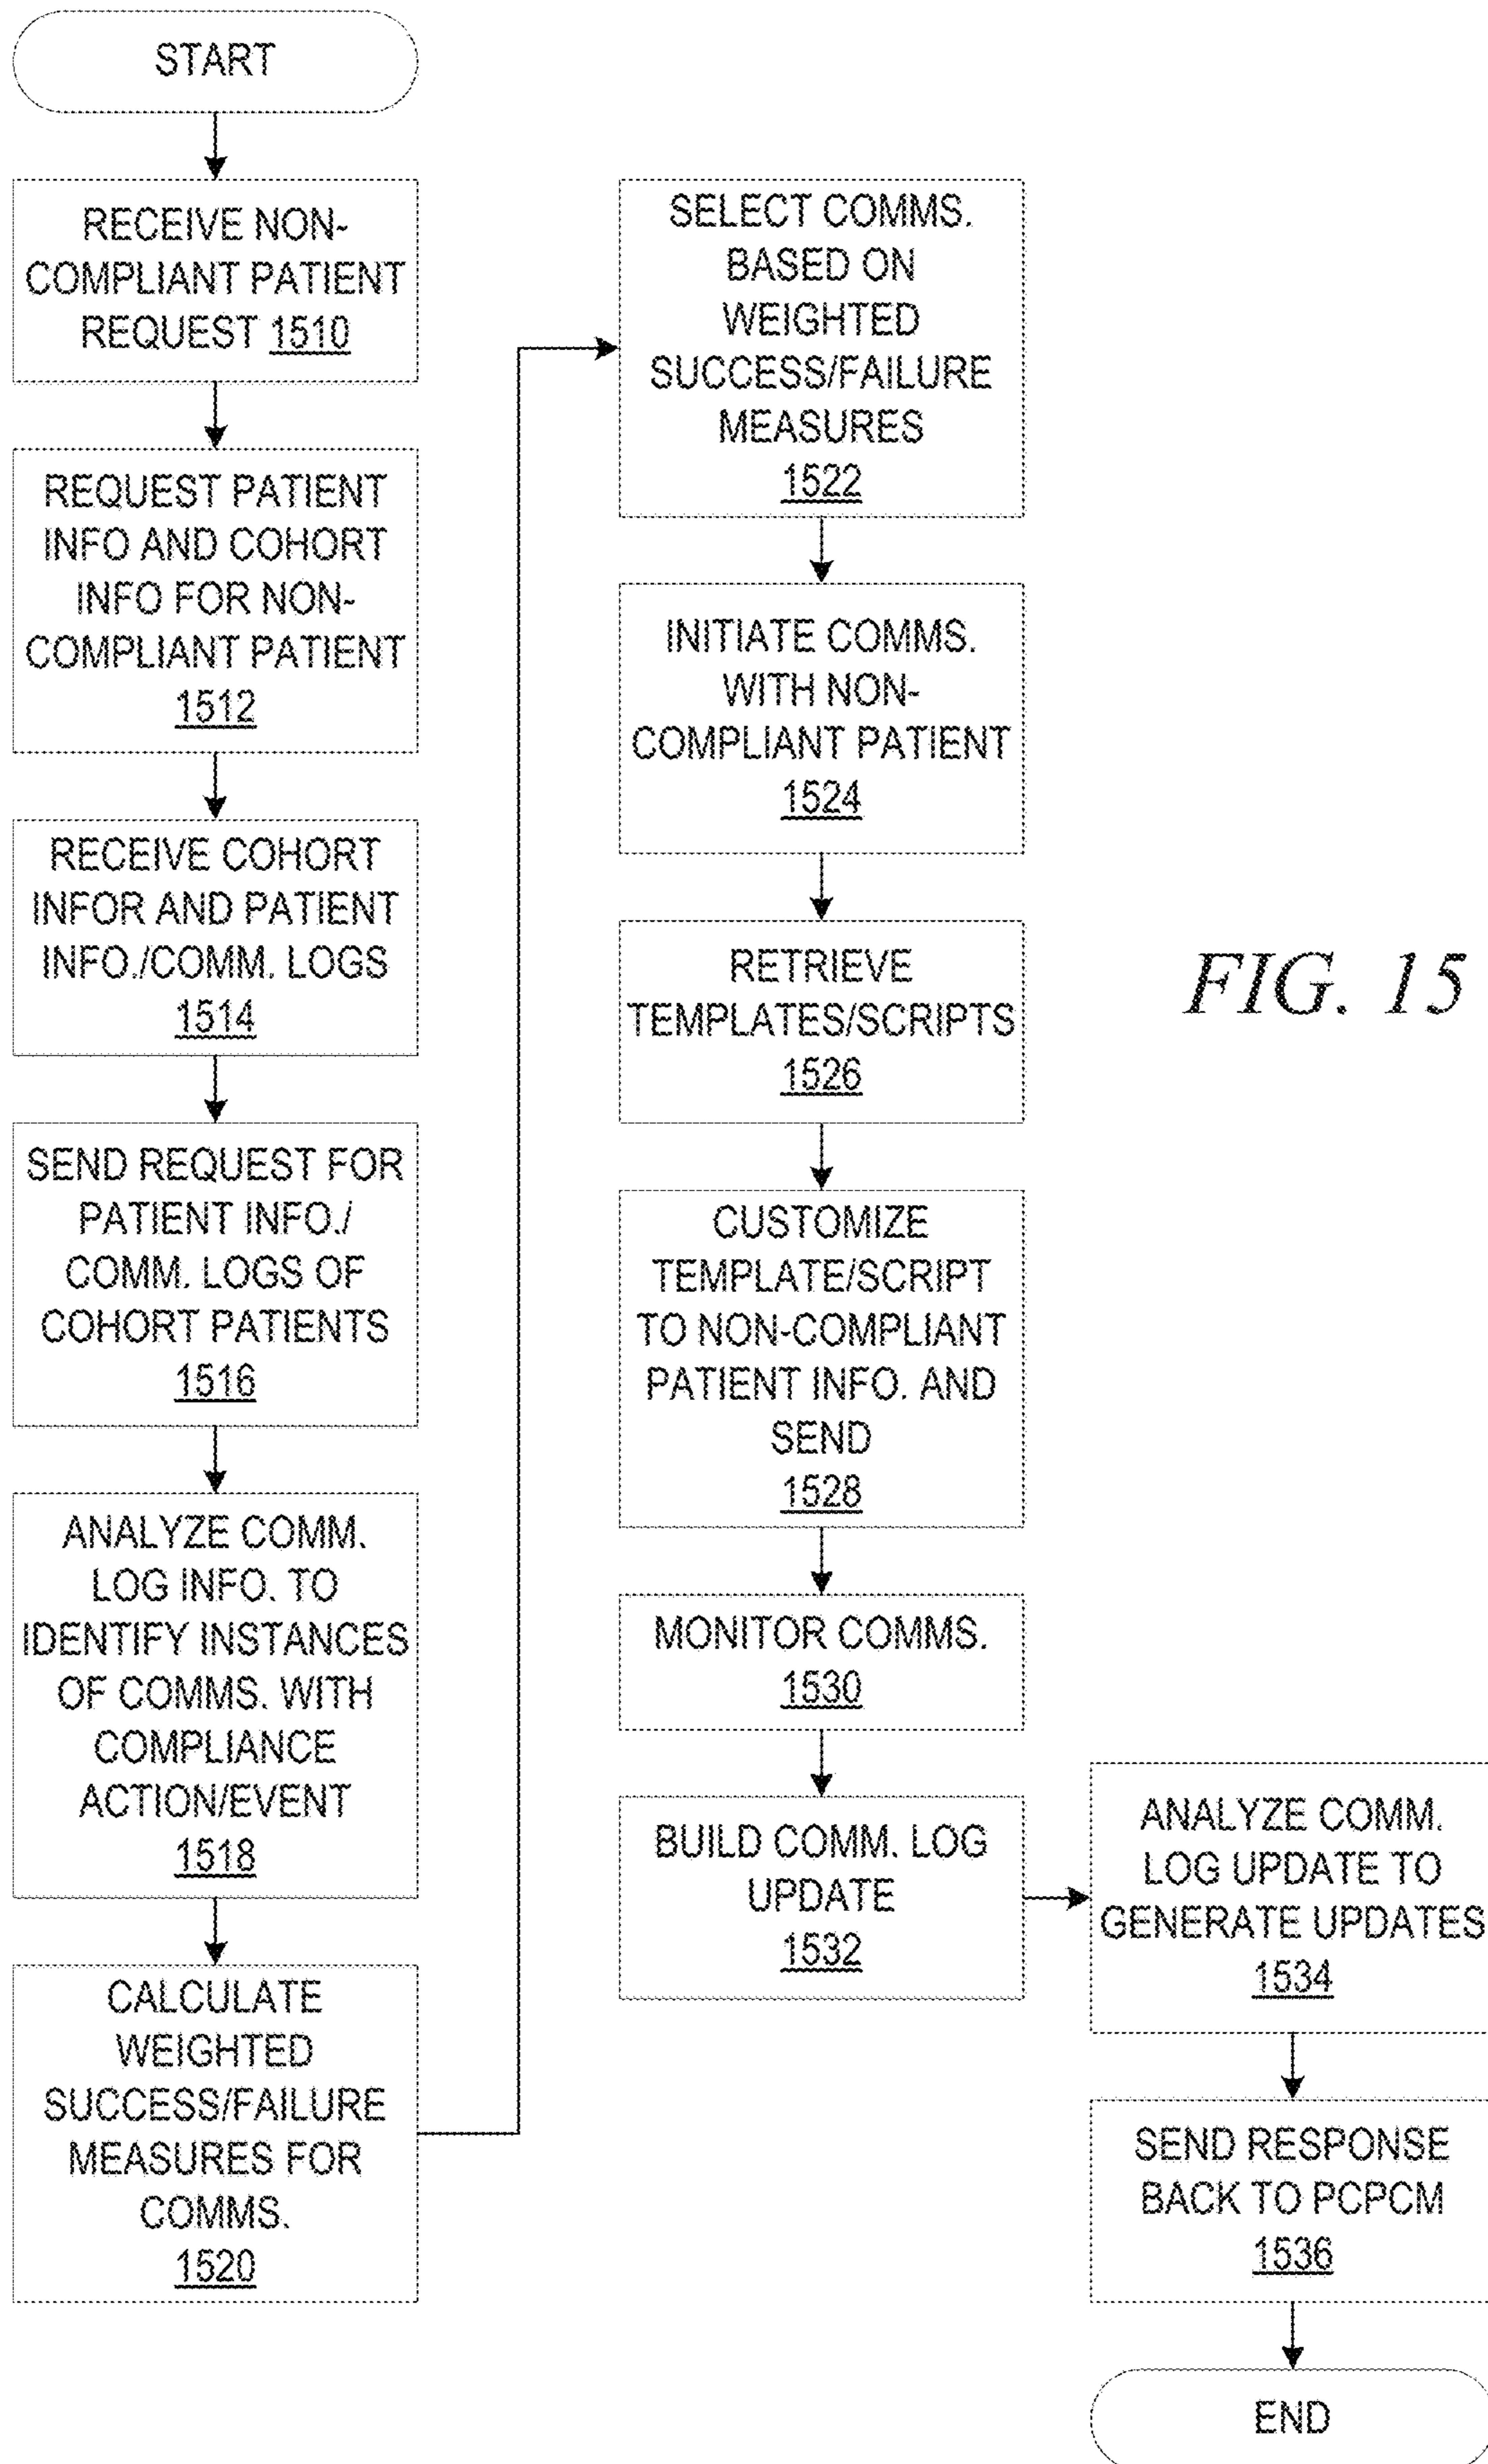 START
RECEIVE NON-
COMPLIANT PATIENT
REQUEST 1510
REQUEST PATIENT
INFO AND COHORT
INFO FOR NON-
COMPLIANT PATIENT
1512
RECEIVE COHORT
INFOR AND PATIENT
INFO./COMM. LOGS
1514
SEND REQUEST FOR
PATIENT INFO./
COMM. LOGS OF
COHORT PATIENTS
1516
ANALYZE COMM.
LOG INFO. TO
IDENTIFY INSTANCES
OF COMMS. WITH
COMPLIANCE
ACTION/EVENT
1518
CALCULATE
WEIGHTED
SUCCESS/FAILURE
MEASURES FOR
COMMS.
1520
SELECT COMMS.
BASED ON
WEIGHTED
SUCCESS/FAILURE
MEASURES
1522
INITIATE COMMS.
WITH NON-
COMPLIANT PATIENT
1524
RETRIEVE
TEMPLATES/SCRIPTS
1526
CUSTOMIZE
TEMPLATE/SCRIPT
TO NON-COMPLIANT
PATIENT INFO. AND
SEND
1528
MONITOR COMMS.
1530
BUILD COMM. LOG
UPDATE
1532
ANALYZE COMM.
LOG UPDATE TO
GENERATE UPDATES
1534
SEND RESPONSE
BACK TO PCPCM
1536
END
FIG. 15